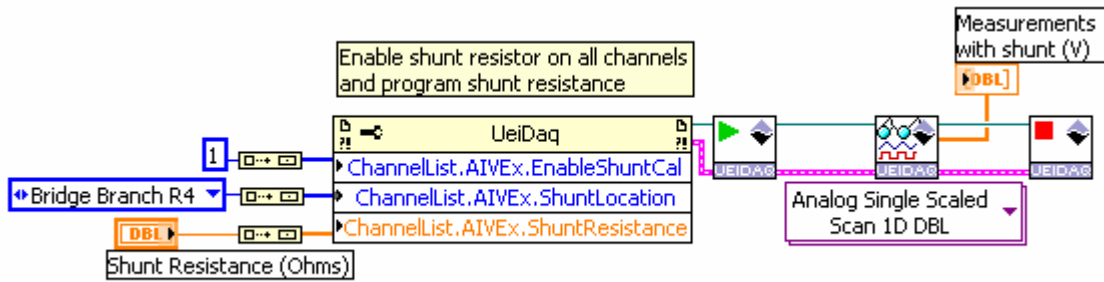 Measurements
with shunt (V)
[DBL]
Enable shunt resistor on all channels
and program shunt resistance
UeiDaq
?!
?!
1
ChannelList.AIVEx.EnableShuntCal
UEIDAQ
UEIDAQ
UEIDAQ
Bridge Branch R4
ChannelList.AIVEx.ShuntLocation
Analog Single Scaled
Scan 1D DBL
DBL
ChannelList.AIVEx.ShuntResistance
Shunt Resistance (Ohms)